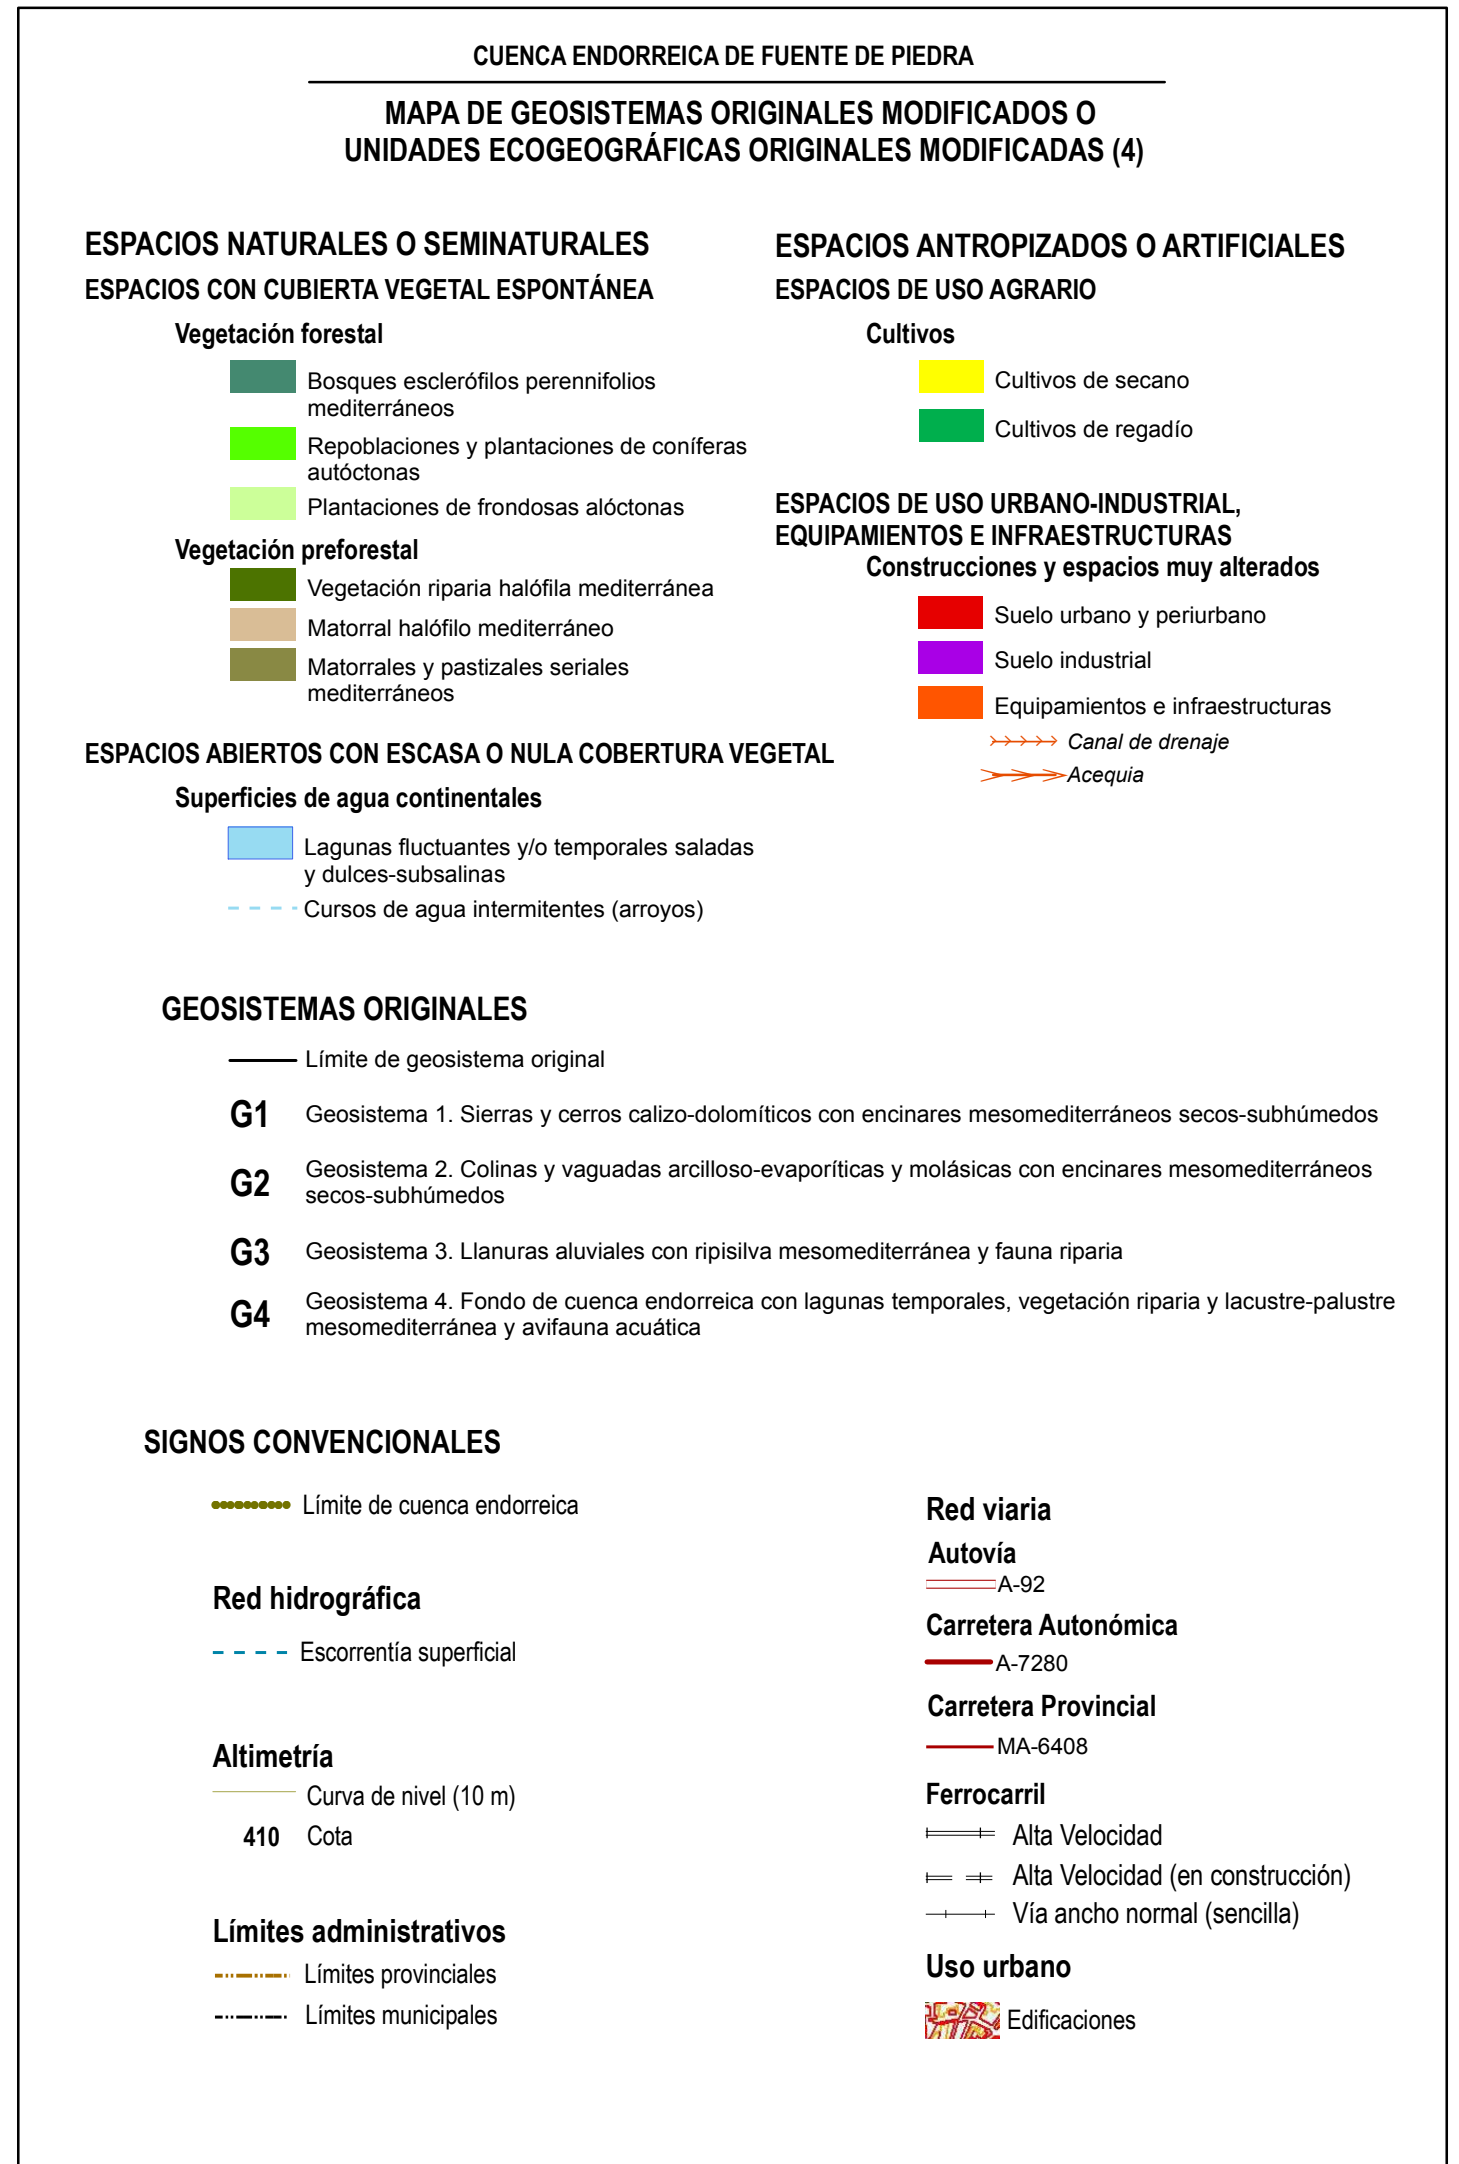 CUENCA ENDORREICA DE FUENTE DE PIEDRA
MAPA DE GEOSISTEMAS ORIGINALES MODIFICADOS O
UNIDADES ECOGEOGRÁFICAS ORIGINALES MODIFICADAS (4)
ESPACIOS NATURALES O SEMINATURALES
ESPACIOS CON CUBIERTA VEGETAL ESPONTÁNEA
Vegetación forestal
Bosques esclerófilos perennifolios
mediterráneos
Repoblaciones y plantaciones de coníferas
autóctonas
Plantaciones de frondosas alóctonas
Vegetación preforestal
Vegetación riparia halófila mediterránea
Matorral halófilo mediterráneo
Matorrales y pastizales seriales
mediterráneos
ESPACIOS ABIERTOS CON ESCASA O NULA COBERTURA VEGETAL
Superficies de agua continentales
Lagunas fluctuantes y/o temporales saladas
y dulces-subsalinas
Cursos de agua intermitentes (arroyos)
ESPACIOS ANTROPIZADOS O ARTIFICIALES
ESPACIOS DE USO AGRARIO
Cultivos
Cultivos de secano
Cultivos de regadío
ESPACIOS DE USO URBANO-INDUSTRIAL,
EQUIPAMIENTOS E INFRAESTRUCTURAS
Construcciones y espacios muy alterados
Suelo urbano y periurbano
Suelo industrial
Equipamientos e infraestructuras
Canal de drenaje
Acequia
GEOSISTEMAS ORIGINALES
Límite de geosistema original
G1 Geosistema 1. Sierras y cerros calizo-dolomíticos con encinares mesomediterráneos secos-subhúmedos
G2 Geosistema 2. Colinas y vaguadas arcilloso-evaporíticas y molásicas con encinares mesomediterráneos
secos-subhúmedos
G3 Geosistema 3. Llanuras aluviales con ripisilva mesomediterránea y fauna riparia
G4 Geosistema 4. Fondo de cuenca endorreica con lagunas temporales, vegetación riparia y lacustre-palustre
mesomediterránea y avifauna acuática
SIGNOS CONVENCIONALES
Límite de cuenca endorreica
Red hidrográfica
Escorrentía superficial
Altimetría
Curva de nivel (10 m)
410 Cota
Límites administrativos
Límites provinciales
Límites municipales
Red viaria
Autovía
A-92
Carretera Autonómica
A-7280
Carretera Provincial
MA-6408
Ferrocarril
Alta Velocidad
Alta Velocidad (en construcción)
Vía ancho normal (sencilla)
Uso urbano
Edificaciones